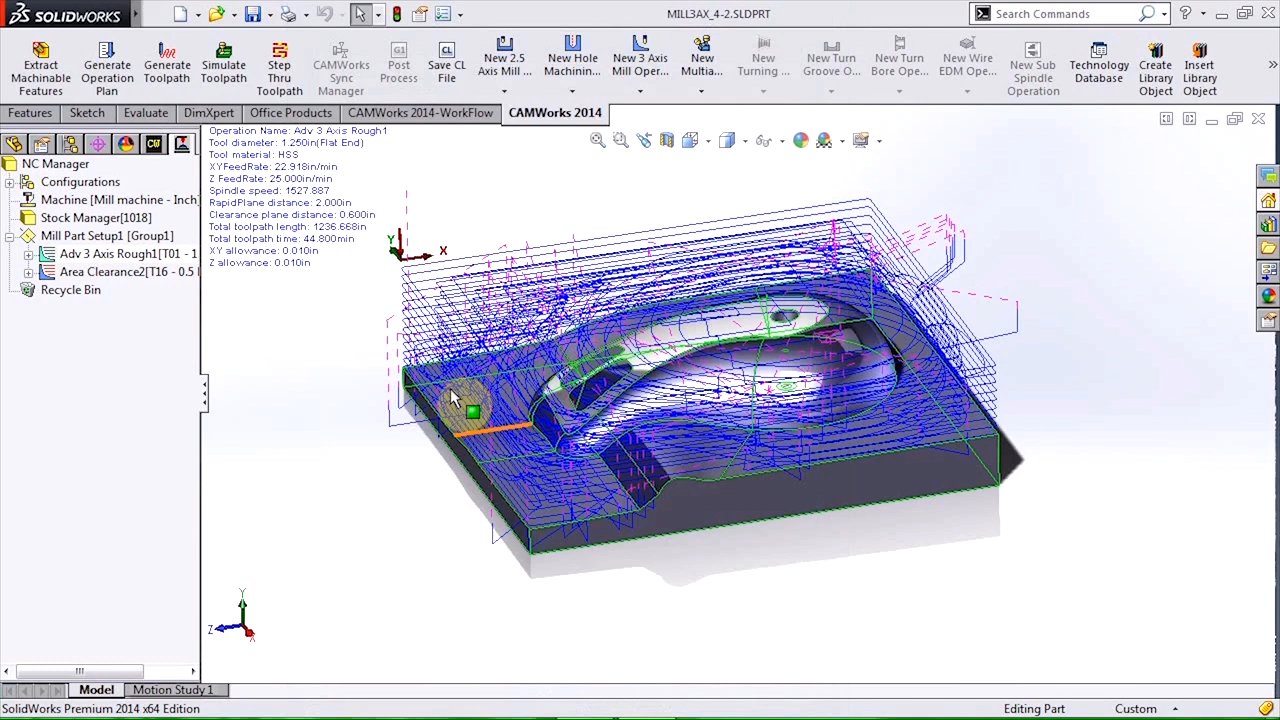 SOLIDWORKS
MILL3AX_4-2.SLDPRT
Search Commands
Extract Machinable Features
Generate Operation Plan
Generate Toolpath
Simulate Toolpath
Step Thru Toolpath
CAMWorks Sync Manager
G1
Post Process
CL
Save CL File
New 2.5 Axis Mill ...
New Hole Machinin...
New 3 Axis Mill Oper...
New Multia...
New Turning ...
New Turn Groove O...
New Turn Bore Ope...
New Wire EDM Ope...
New Sub Spindle Operation
Technology Database
Create Library Object
Insert Library Object
Features
Sketch
Evaluate
DimXpert
Office Products
CAMWorks 2014-WorkFlow
CAMWorks 2014
CW
NC Manager
Configurations
Machine [Mill machine - Inch]
Stock Manager[1018]
Mill Part Setup1 [Group1]
Adv 3 Axis Rough1[T01 - 1
Area Clearance2[T16 - 0.5
Recycle Bin
Operation Name: Adv 3 Axis Rough1
Tool diameter: 1.250in(Flat End)
Tool material: HSS
XYFeedRate: 22.918in/min
Z FeedRate: 25.000in/min
Spindle speed: 1527.887
RapidPlane distance: 2.000in
Clearance plane distance: 0.600in
Total toolpath length: 1236.668in
Total toolpath time: 44.800min
XY allowance: 0.010in
Z allowance: 0.010in
Y
X
Y
Z
X
Model
Motion Study 1
SolidWorks Premium 2014 x64 Edition
Editing Part
Custom